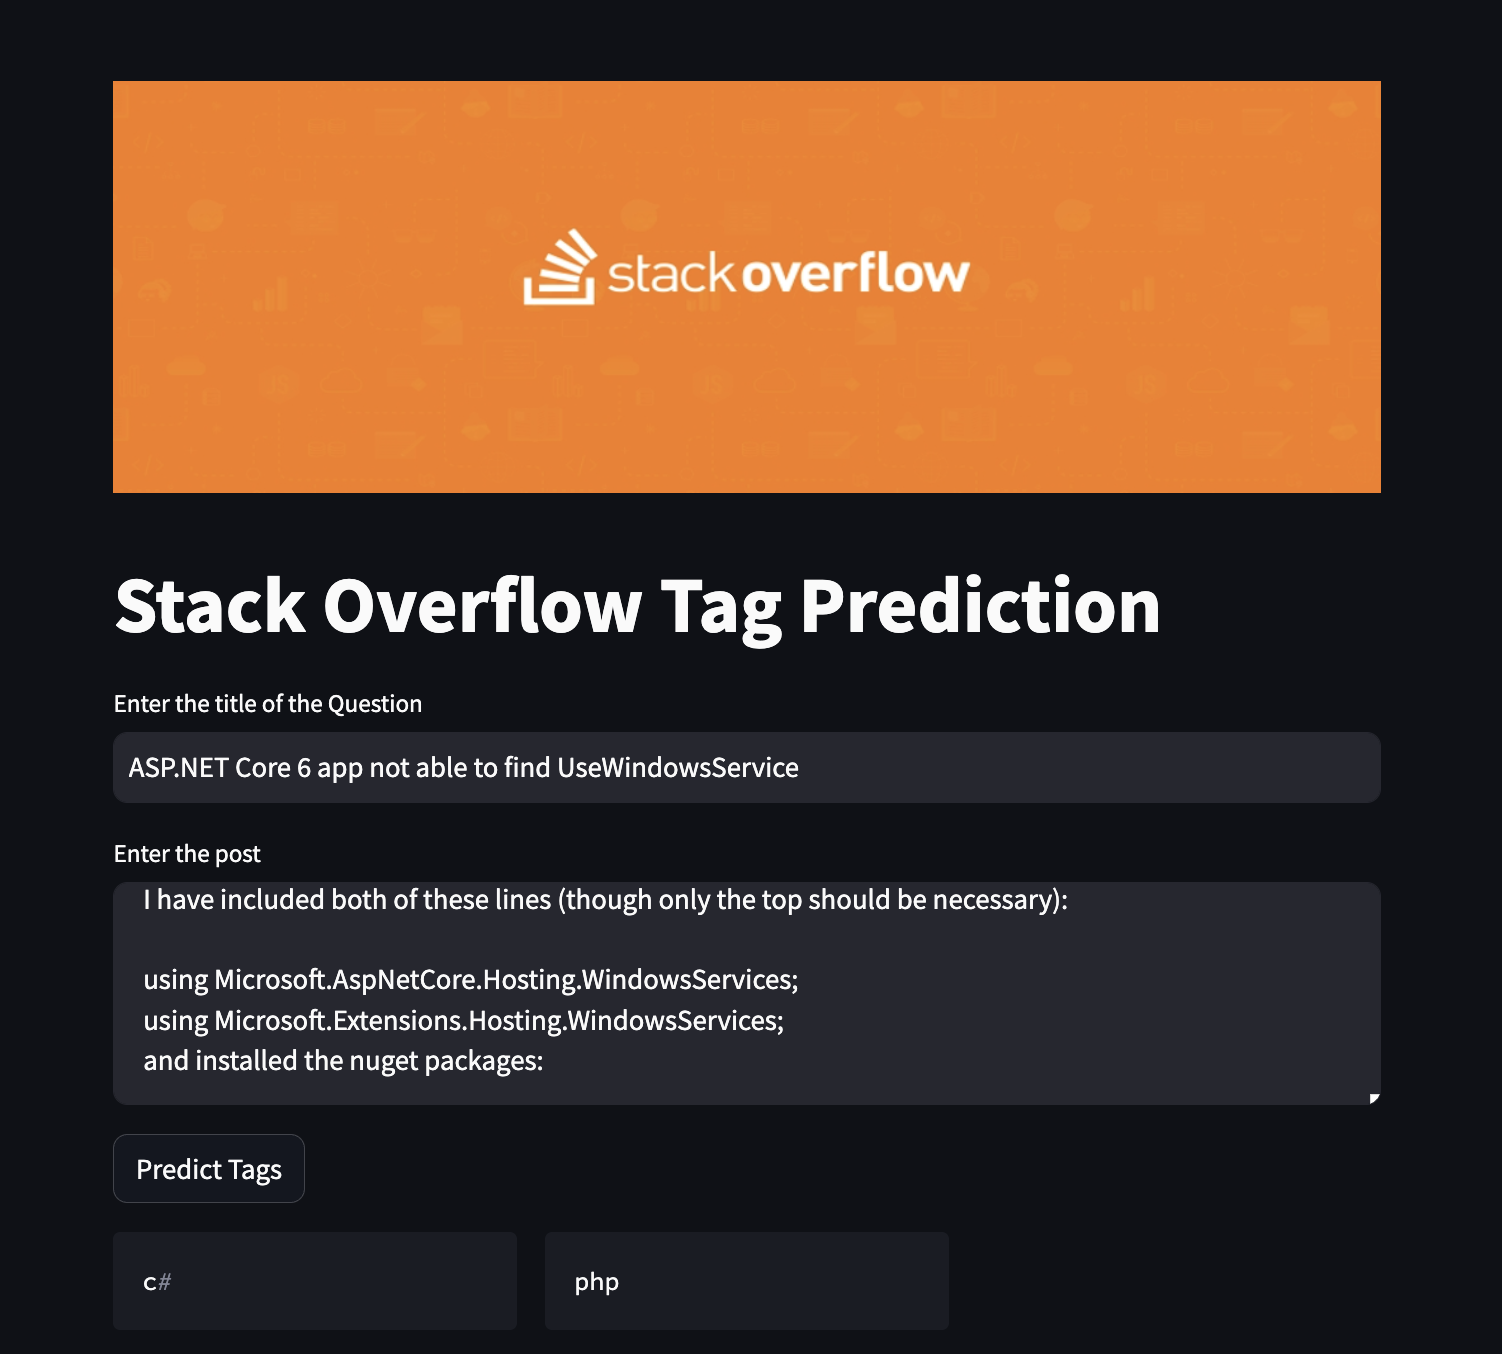 stackoverflow
Stack Overflow Tag Prediction
Enter the title of the Question
ASP.NET Core 6 app not able to find UseWindowsService
Enter the post
I have included both of these lines (though only the top should be necessary):
using Microsoft.AspNetCore.Hosting.WindowsServices;
using Microsoft.Extensions.Hosting.WindowsServices;
and installed the nuget packages:
Predict Tags
c#
php